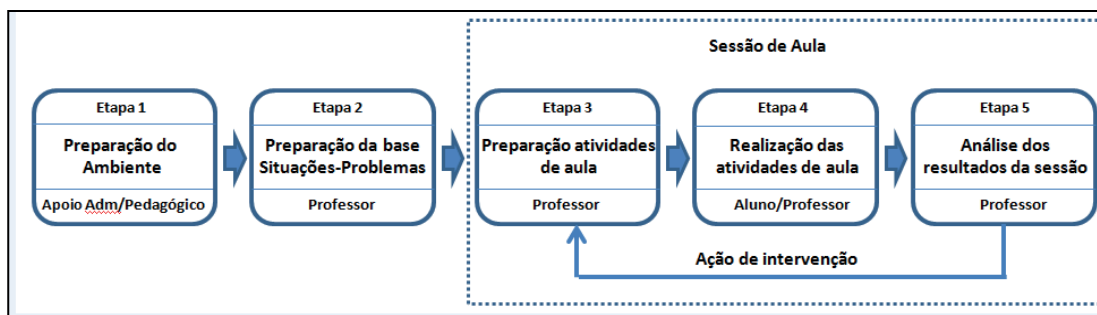 Sessão de Aula
Etapa 1
Preparação do
Ambiente
Apoio Adm/Pedagógico
Etapa 2
Preparação da base
Situações-Problemas
Professor
Etapa 3
Preparação atividades
de aula
Professor
Etapa 4
Realização das
atividades de aula
Aluno/Professor
Etapa 5
Análise dos
resultados da sessão
Professor
Ação de intervenção